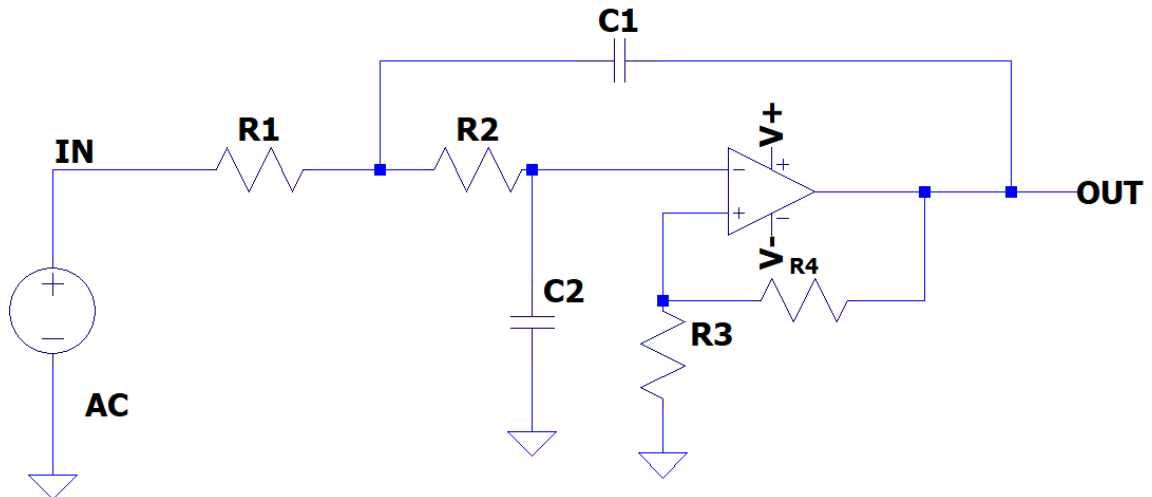 C1
R1
R2
IN
V+
−
+
+
−
OUT
V-
R4
+
−
C2
R3
AC